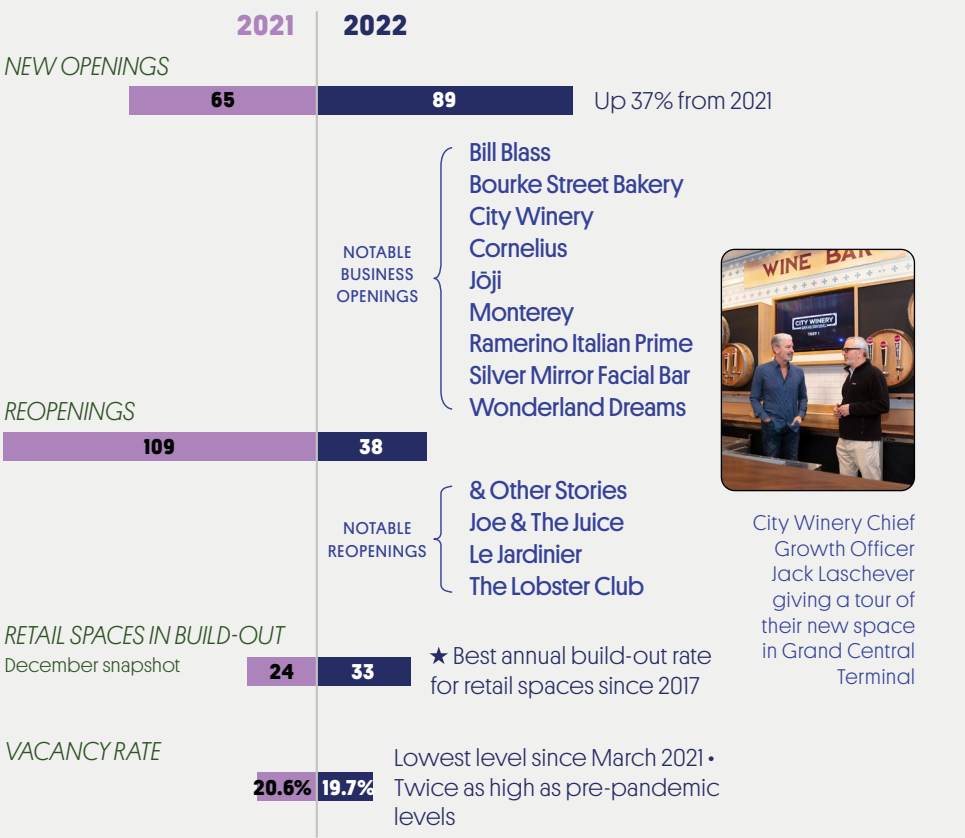 2021 2022
NEW OPENINGS
65 89 Up 37% from 2021
NOTABLE
BUSINESS
OPENINGS
Bill Blass
Bourke Street Bakery
City Winery
Cornelius
Jōji
Monterey
Ramerino Italian Prime
Silver Mirror Facial Bar
Wonderland Dreams
WINE BAR
CITY WINERY
REOPENINGS
109 38
NOTABLE
REOPENINGS
& Other Stories
Joe & The Juice
Le Jardinier
The Lobster Club
City Winery Chief
Growth Officer
Jack Laschever
giving a tour of
their new space
in Grand Central
Terminal
RETAIL SPACES IN BUILD-OUT
December snapshot
24 33
★ Best annual build-out rate
for retail spaces since 2017
VACANCY RATE
20.6% 19.7%
Lowest level since March 2021 •
Twice as high as pre-pandemic
levels